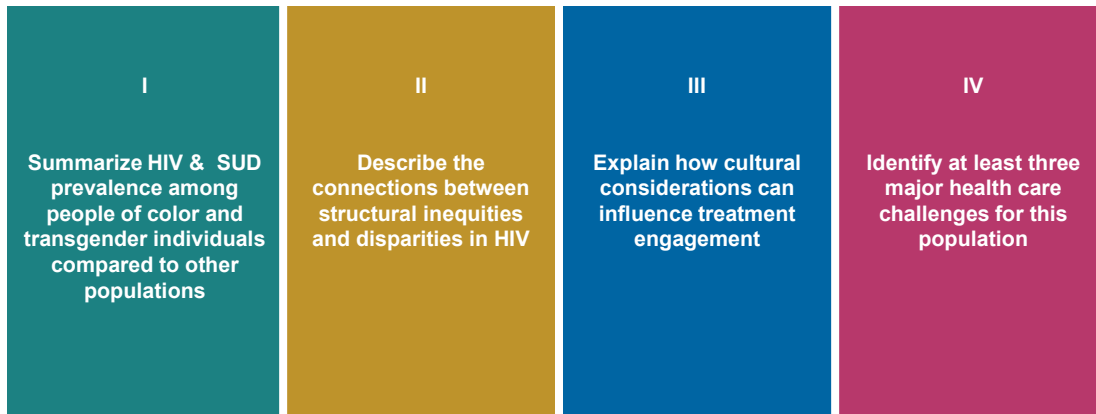 I
Summarize HIV & SUD
prevalence among
people of color and
transgender individuals
compared to other
populations
II
Describe the
connections between
structural inequities
and disparities in HIV
III
Explain how cultural
considerations can
influence treatment
engagement
IV
Identify at least three
major health care
challenges for this
population